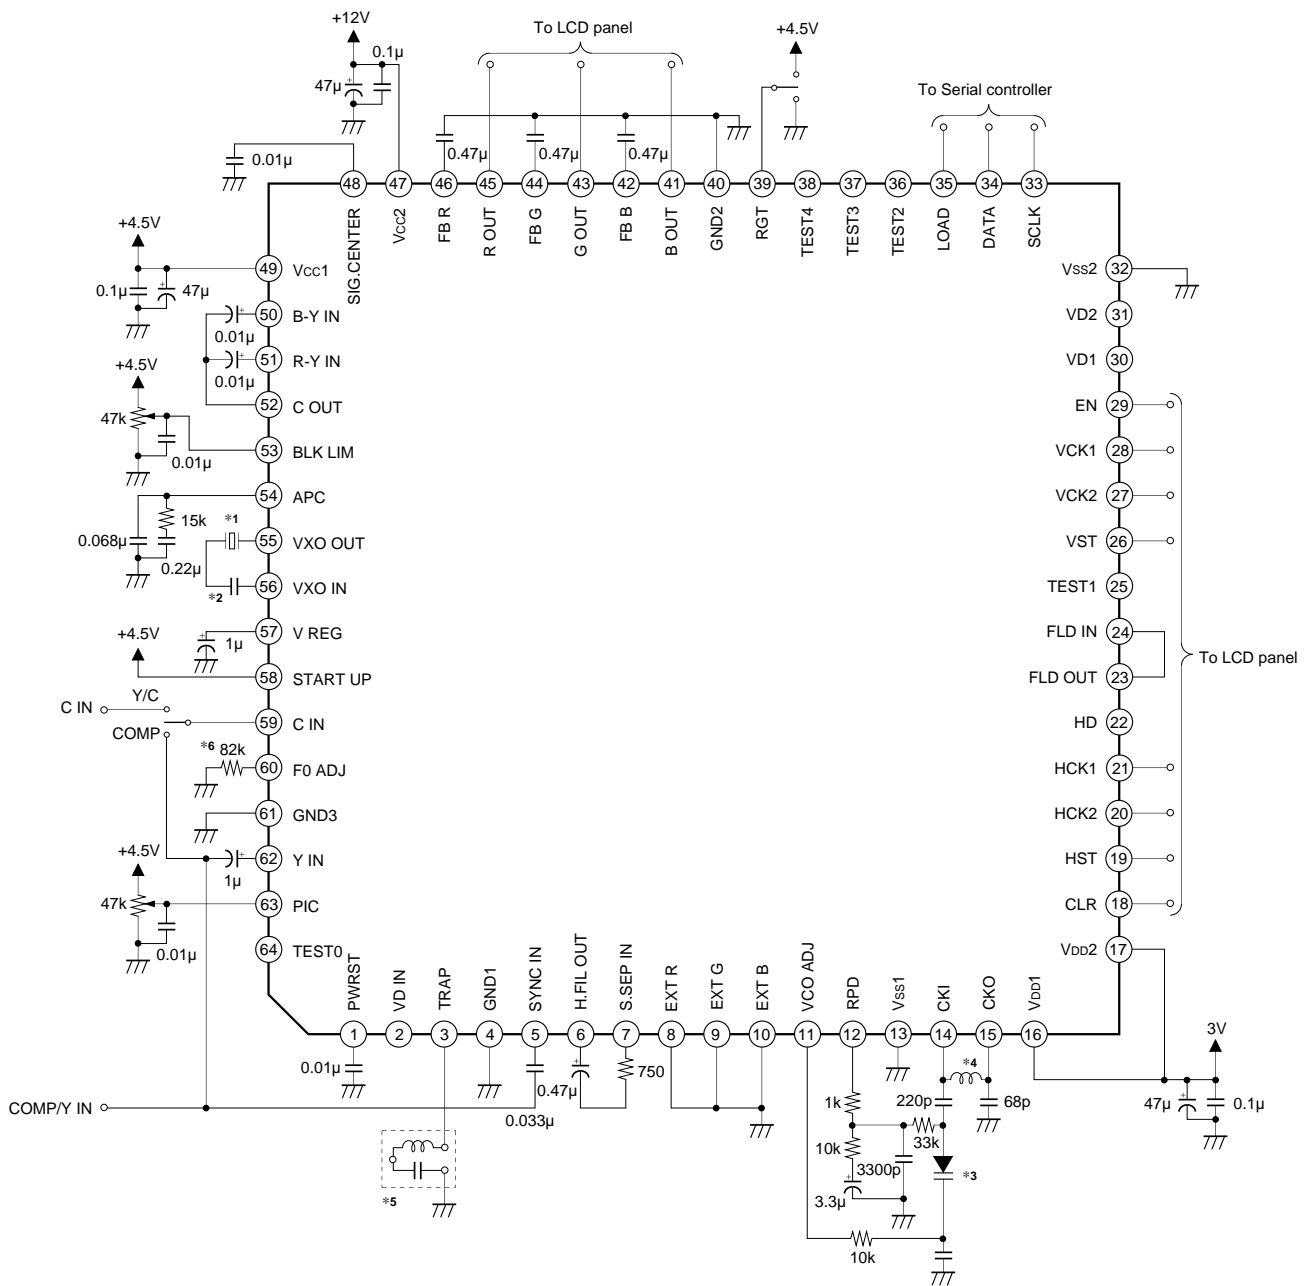 +12V
0.1µ
47µ
To LCD panel
+4.5V
To Serial controller
0.01µ
0.47µ
0.47µ
0.47µ
48
47
46
45
44
43
42
41
40
39
38
37
36
35
34
33
SIG.CENTER
Vcc2
FB R
R OUT
FB G
G OUT
FB B
B OUT
GND2
RGT
TEST4
TEST3
TEST2
LOAD
DATA
SCLK
+4.5V
0.1µ
47µ
49 Vcc1
0.01µ
50 B-Y IN
0.01µ
51 R-Y IN
52 C OUT
+4.5V
47k
0.01µ
53 BLK LIM
54 APC
15k
0.068µ
0.22µ
*1
55 VXO OUT
*2
56 VXO IN
1µ
57 V REG
+4.5V
58 START UP
C IN
Y/C
COMP
59 C IN
*6 82k
60 F0 ADJ
61 GND3
1µ
62 Y IN
+4.5V
47k
0.01µ
63 PIC
64 TEST0
Vss2 32
VD2 31
VD1 30
EN 29
VCK1 28
VCK2 27
VST 26
TEST1 25
FLD IN 24
FLD OUT 23
HD 22
HCK1 21
HCK2 20
HST 19
CLR 18
VDD2 17
To LCD panel
PWRST
VD IN
TRAP
GND1
SYNC IN
H.FIL OUT
S.SEP IN
EXT R
EXT G
EXT B
VCO ADJ
RPD
Vss1
CKI
CKO
VDD1
1
2
3
4
5
6
7
8
9
10
11
12
13
14
15
16
3V
0.01µ
0.47µ
750
*4
220p
68p
47µ
0.1µ
COMP/Y IN
0.033µ
1k
33k
10k
3300p
*3
3.3µ
*5
10k